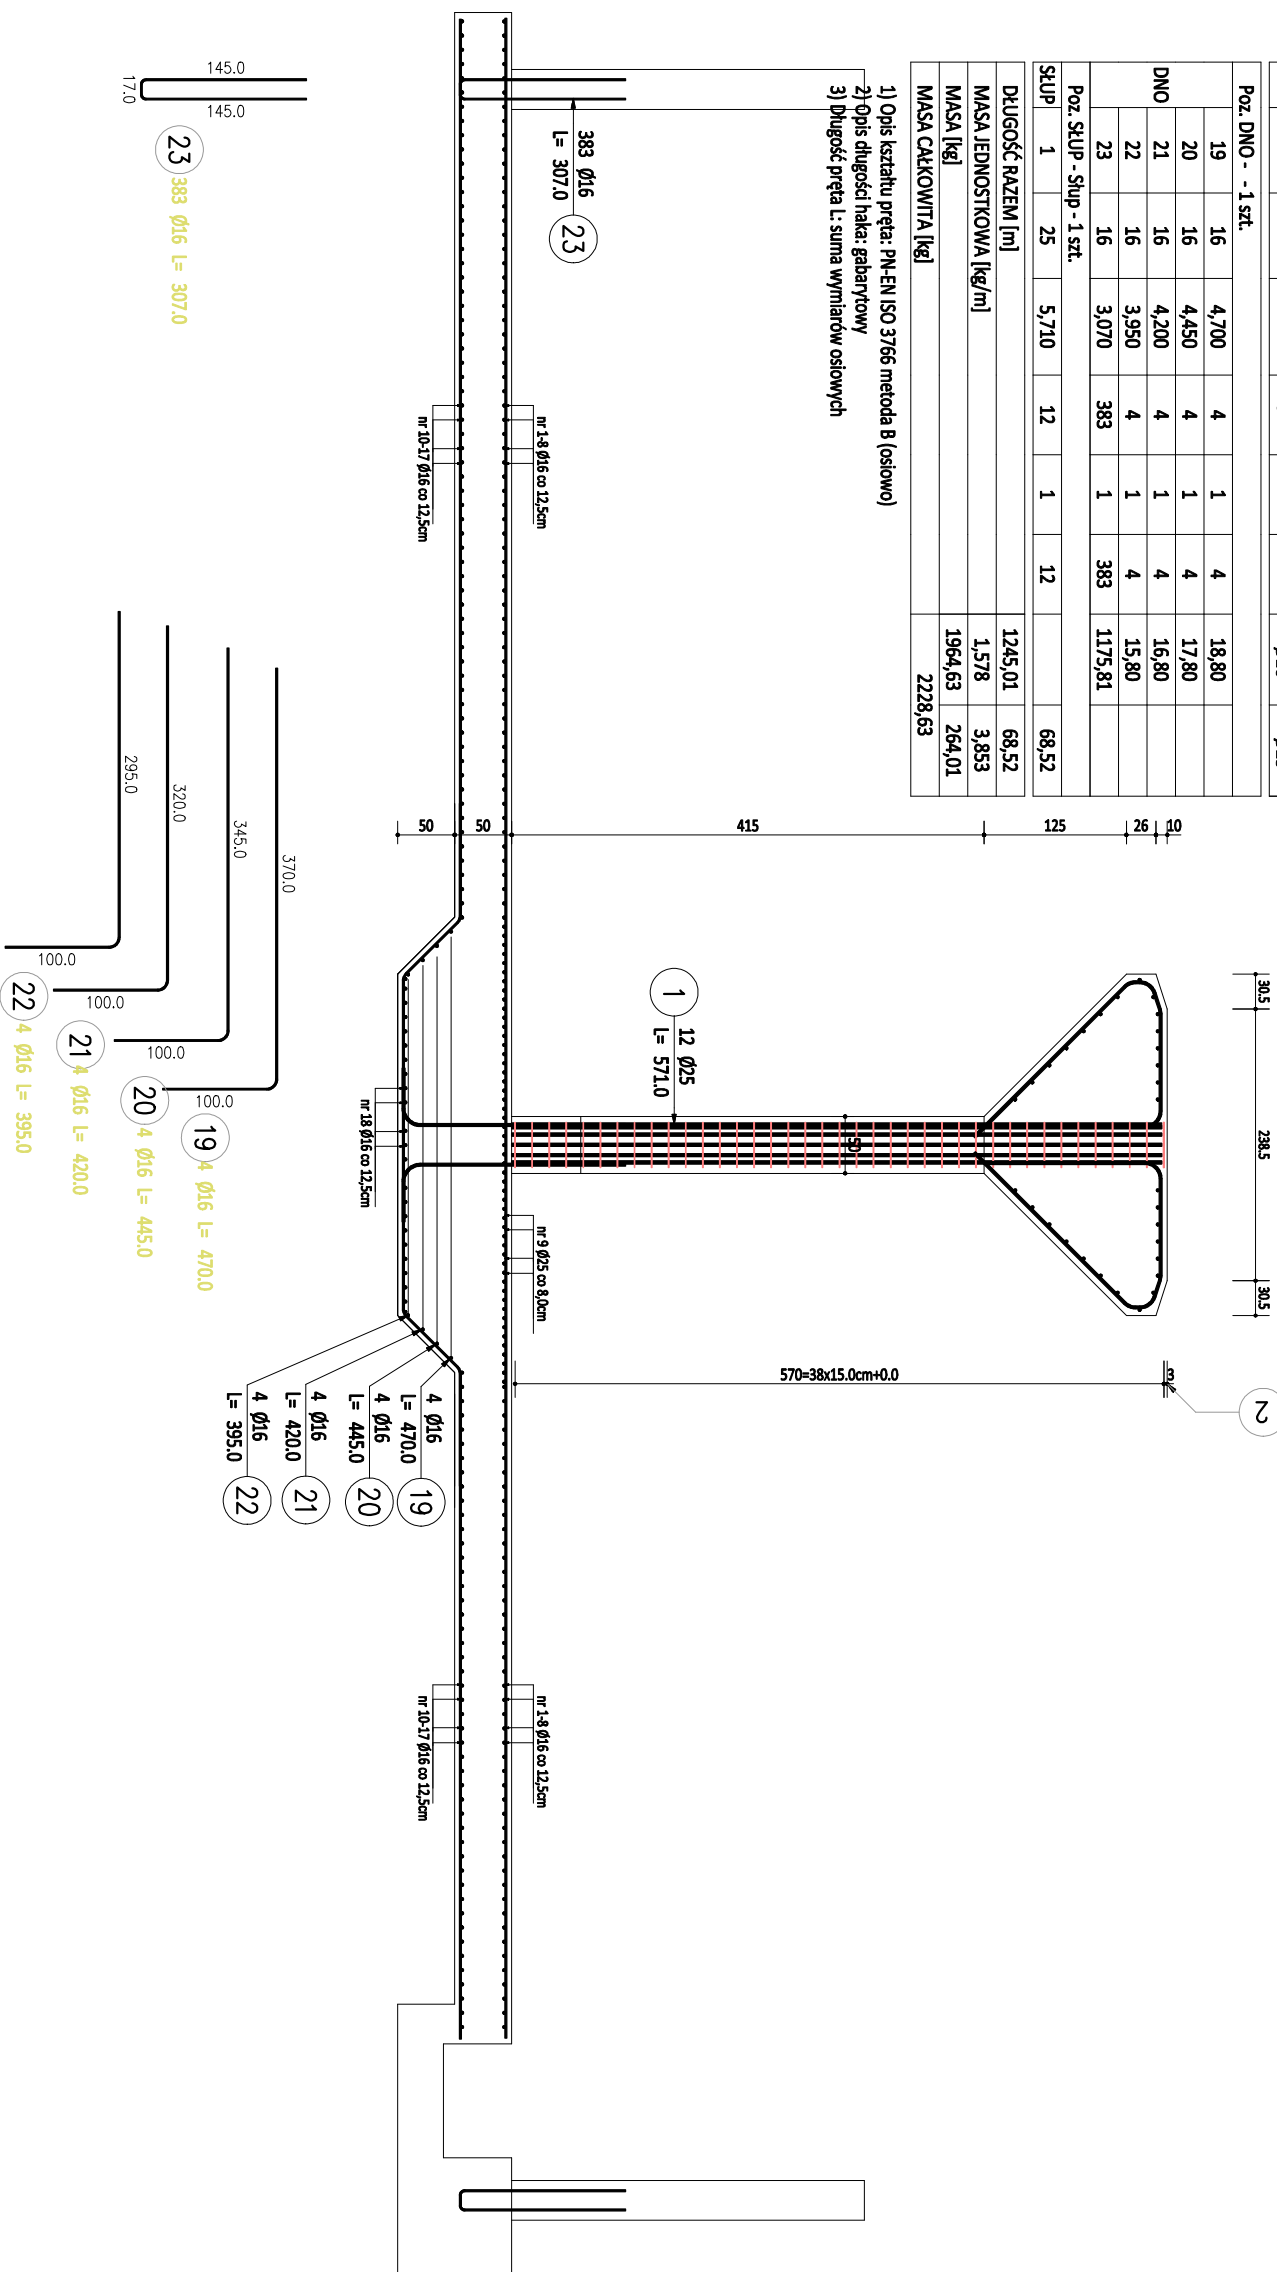 Poz. DNO - - 1 szt.
DNO
19 16 4,700 4 1 4 18,80
20 16 4,450 4 1 4 17,80
21 16 4,200 4 1 4 16,80
22 16 3,950 4 1 4 15,80
23 16 3,070 383 1 383 1175,81
Poz. SŁUP - Słup - 1 szt.
SŁUP 1 25 5,710 12 1 12 68,52
DŁUGOŚĆ RAZEM [m] 1245,01 68,52
MASA JEDNOSTKOWA [kg/m] 1,578 3,853
MASA [kg] 1964,63 264,01
MASA CAŁKOWITA [kg] 2228,63
1) Opis kształtu pręta: PN-EN ISO 3766 metoda B (osiowo)
2) Opis długości haka: gabarytowy
3) Długość pręta L: suma wymiarów osiowych
30.5
238.5
30.5
10
26
125
415
50
50
50
3
570=38x15.0cm+0.0
2
1
12 Ø25
L= 571.0
383 Ø16
L= 307.0
23
nr 1-8 Ø16 co 12,5cm
nr 10-17 Ø16 co 12,5cm
nr 9 Ø25 co 8,0cm
nr 18 Ø16 co 12,5cm
nr 1-8 Ø16 co 12,5cm
nr 10-17 Ø16 co 12,5cm
4 Ø16
L= 470.0
19
4 Ø16
L= 445.0
20
4 Ø16
L= 420.0
21
4 Ø16
L= 395.0
22
145.0
145.0
17.0
23
383 Ø16 L= 307.0
370.0
100.0
19
4 Ø16 L= 470.0
345.0
100.0
20
4 Ø16 L= 445.0
320.0
100.0
21
4 Ø16 L= 420.0
295.0
100.0
22
4 Ø16 L= 395.0